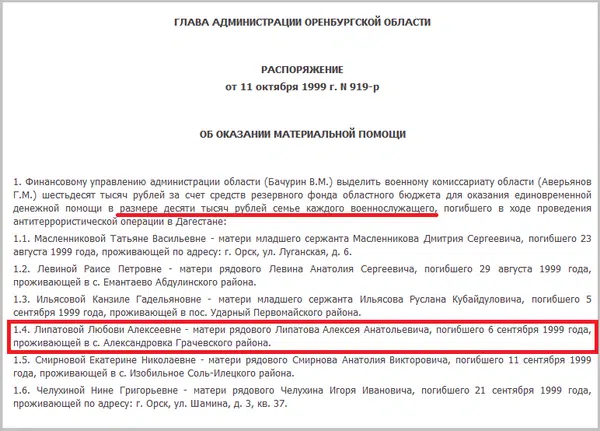 ГЛАВА АДМИНИСТРАЦИИ ОРЕНБУРГСКОЙ ОБЛАСТИ
РАСПОРЯЖЕНИЕ
от 11 октября 1999 г. N 919-р
ОБ ОКАЗАНИИ МАТЕРИАЛЬНОЙ ПОМОЩИ
1. Финансовому управлению администрации области (Бачурин В.М.) выделить военному комиссариату области (Аверьянов
Г.М.) шестьдесят тысяч рублей за счет средств резервного фонда областного бюджета для оказания единовременной
денежной помощи в размере десяти тысяч рублей семье каждого военнослужащего, погибшего в ходе проведения
антитеррористической операции в Дагестане:
1.1. Масленниковой Татьяне Васильевне - матери младшего сержанта Масленникова Дмитрия Сергеевича, погибшего 23
августа 1999 года, проживающей по адресу: г. Орск, ул. Луганская, д. 6.
1.2. Левиной Раисе Петровне - матери рядового Левина Анатолия Сергеевича, погибшего 29 августа 1999 года,
проживающей в с. Емантаево Абдулинского района.
1.3. Ильясовой Канзиле Гадельяновне - матери младшего сержанта Ильясова Руслана Кубайдуловича, погибшего 5
сентября 1999 года, проживающей в пос. Ударный Первомайского района.
1.4. Липатовой Любови Алексеевне - матери рядового Липатова Алексея Анатольевича, погибшего 6 сентября 1999 года,
проживающей в с. Александровка Грачевского района.
1.5. Смирновой Екатерине Николаевне - матери рядового Смирнова Анатолия Викторовича, погибшего 11 сентября 1999
года, проживающей в с. Изобильное Соль-Илецкого района.
1.6. Челухиной Нине Григорьевне - матери рядового Челухина Игоря Ивановича, погибшего 21 сентября 1999 года,
проживающей по адресу: г. Орск, ул. Шамина, д. 3, кв. 37.